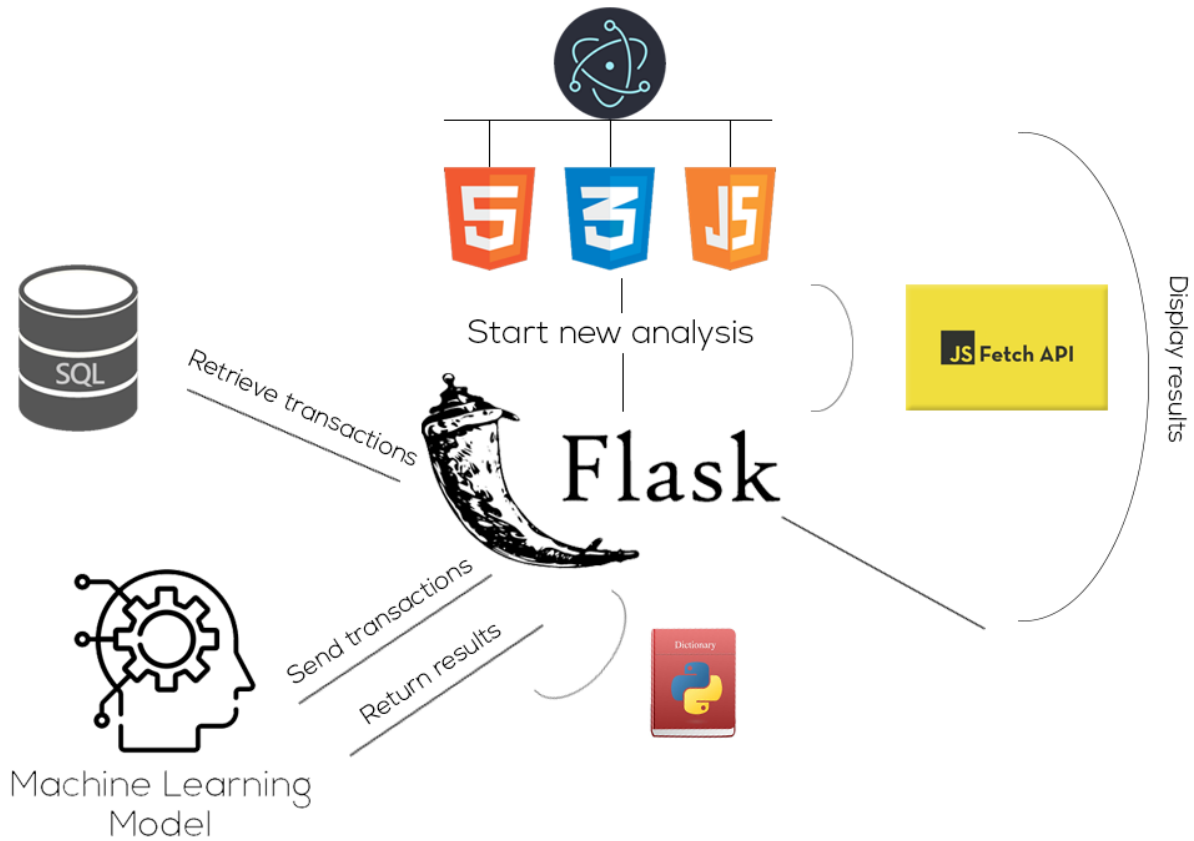 5
3
JS
Start new analysis
JS Fetch API
Display results
SQL
Retrieve transactions
Flask
Send transactions
Return results
Dictionary
Machine Learning
Model